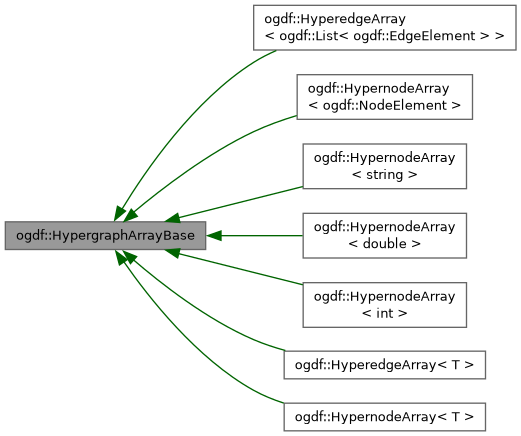 ogdf::HyperedgeArray
< ogdf::List< ogdf::EdgeElement > >
ogdf::HypernodeArray
< ogdf::NodeElement >
ogdf::HypernodeArray
< string >
ogdf::HypergraphArrayBase
ogdf::HypernodeArray
< double >
ogdf::HypernodeArray
< int >
ogdf::HyperedgeArray< T >
ogdf::HypernodeArray< T >